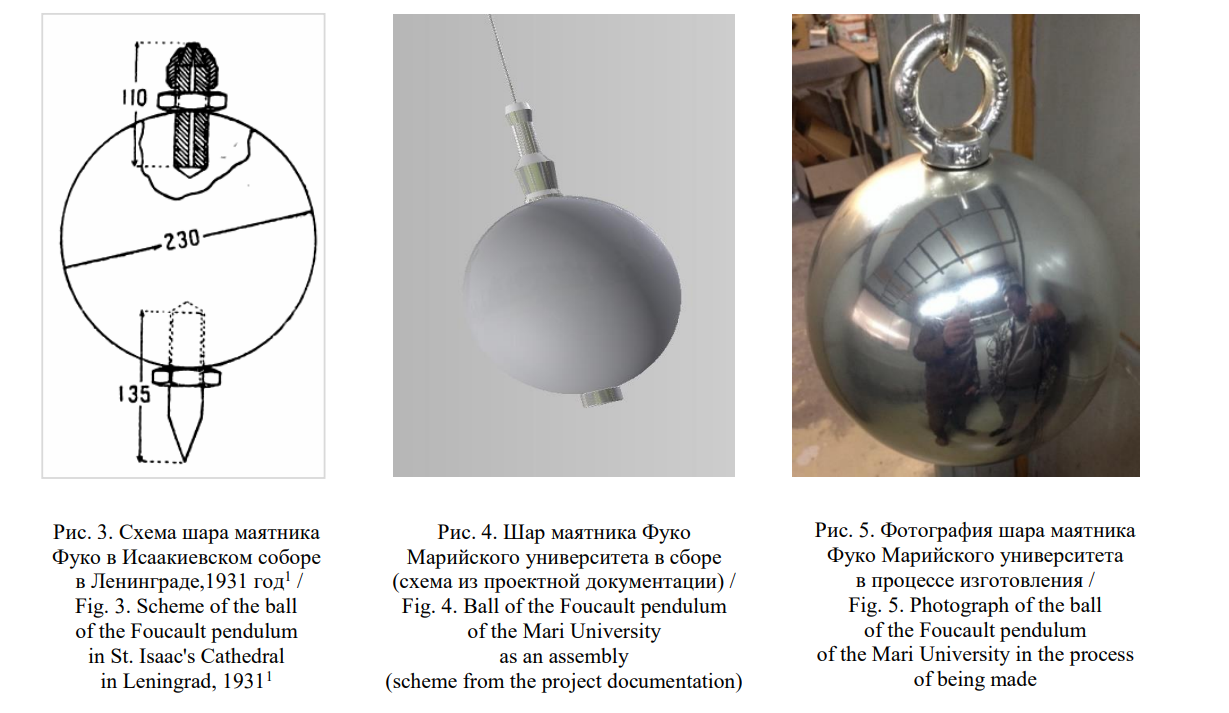 110
230
135
Рис. 3. Схема шара маятника
Фуко в Исаакиевском соборе
в Ленинграде,1931 год¹ /
Fig. 3. Scheme of the ball
of the Foucault pendulum
in St. Isaac's Cathedral
in Leningrad, 1931¹
Рис. 4. Шар маятника Фуко
Марийского университета в сборе
(схема из проектной документации) /
Fig. 4. Ball of the Foucault pendulum
of the Mari University
as an assembly
(scheme from the project documentation)
Рис. 5. Фотография шара маятника
Фуко Марийского университета
в процессе изготовления /
Fig. 5. Photograph of the ball
of the Foucault pendulum
of the Mari University in the process
of being made